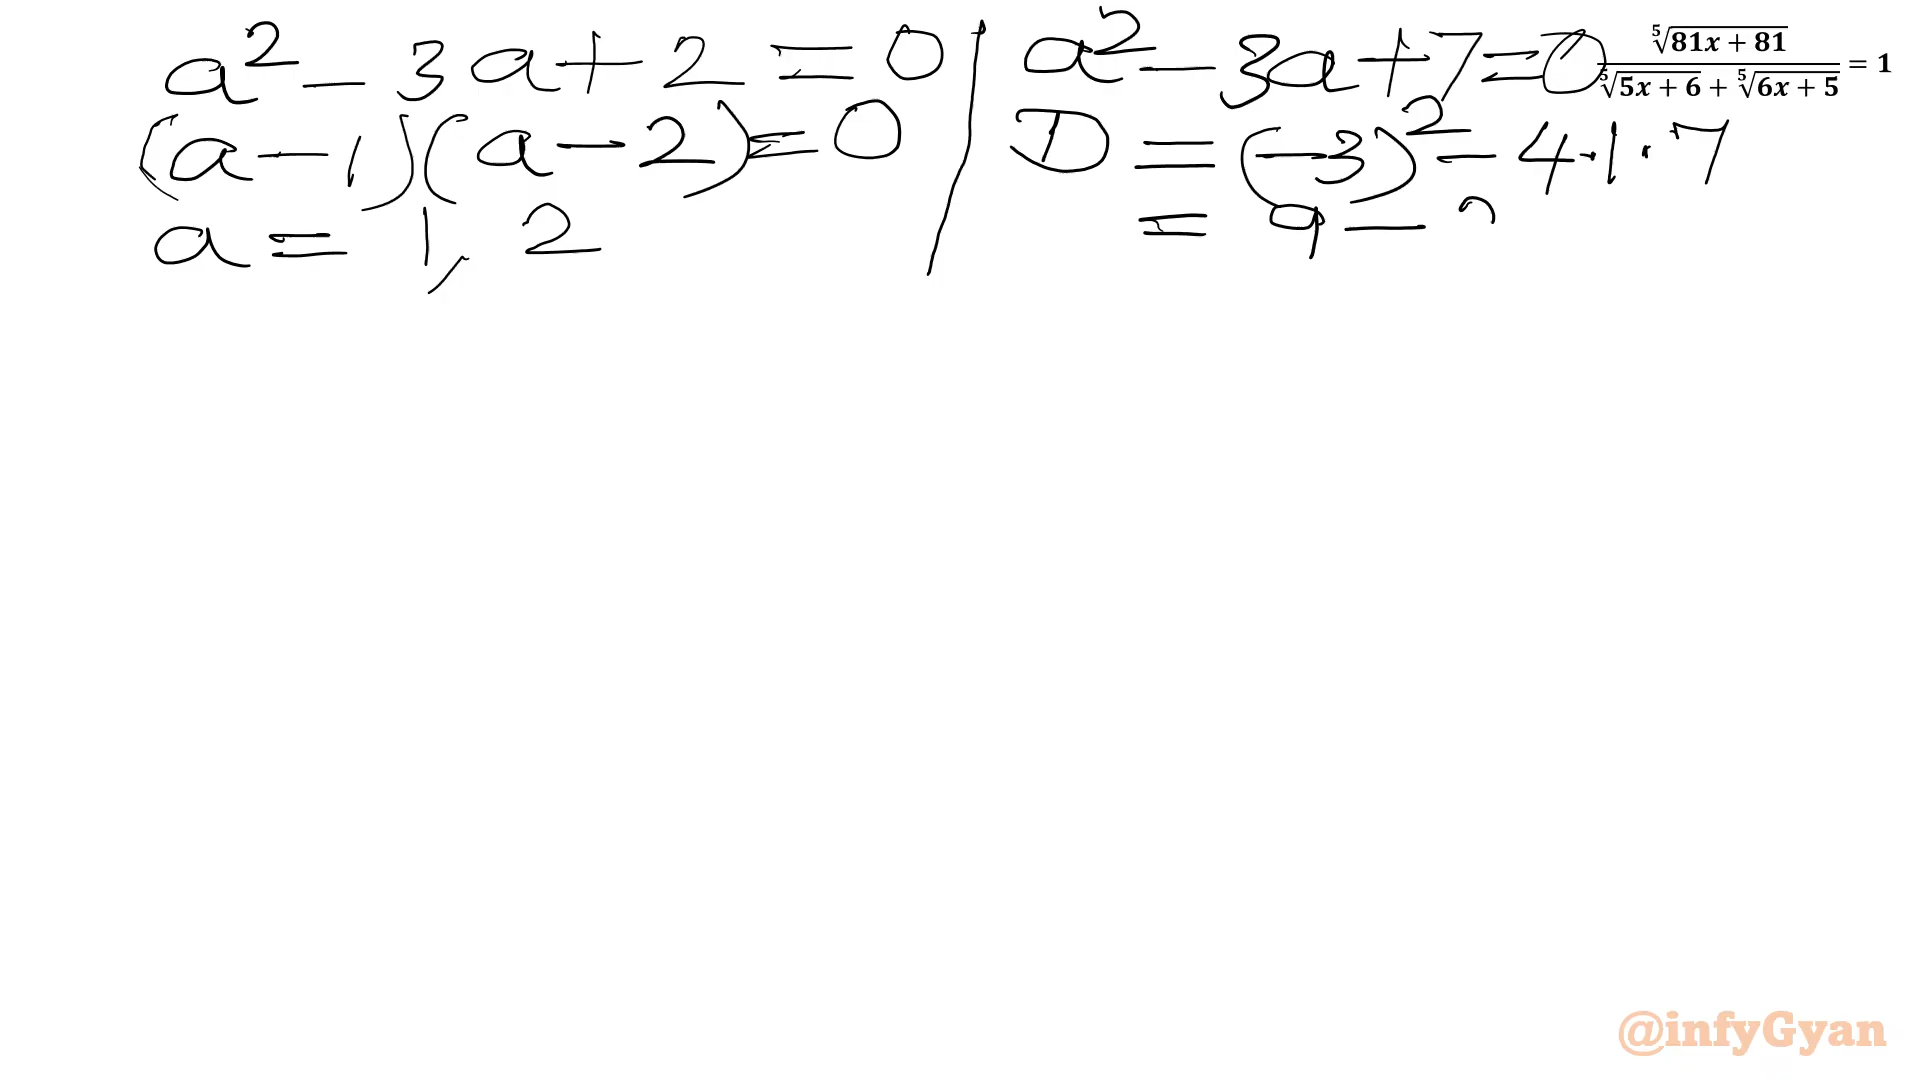 a² - 3a + 2 = 0
(a - 1)(a - 2) = 0
a = 1, 2
a² - 3a + 7 = 0
D = (-3)² - 4·1·7
= 9 -
⁵√(81x + 81) / (⁵√(5x + 6) + ⁵√(6x + 5)) = 1
@infyGyan